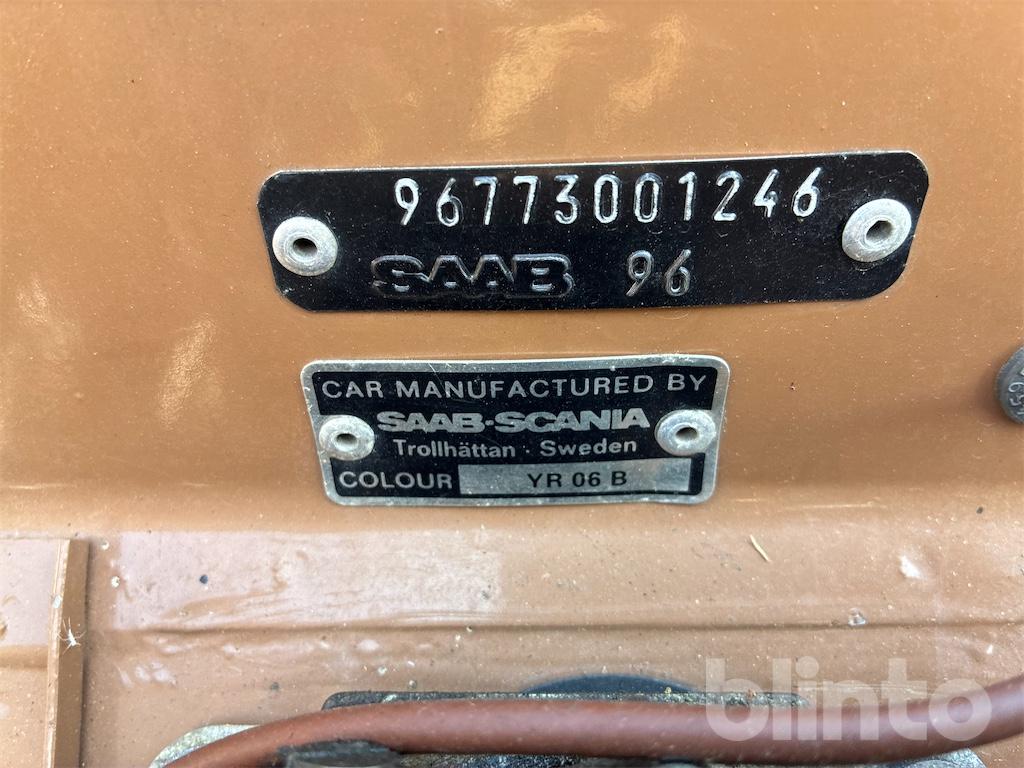 96773001246
SAAB 96
CAR MANUFACTURED BY
SAAB-SCANIA
Trollhättan · Sweden
COLOUR YR 06 B
blinto